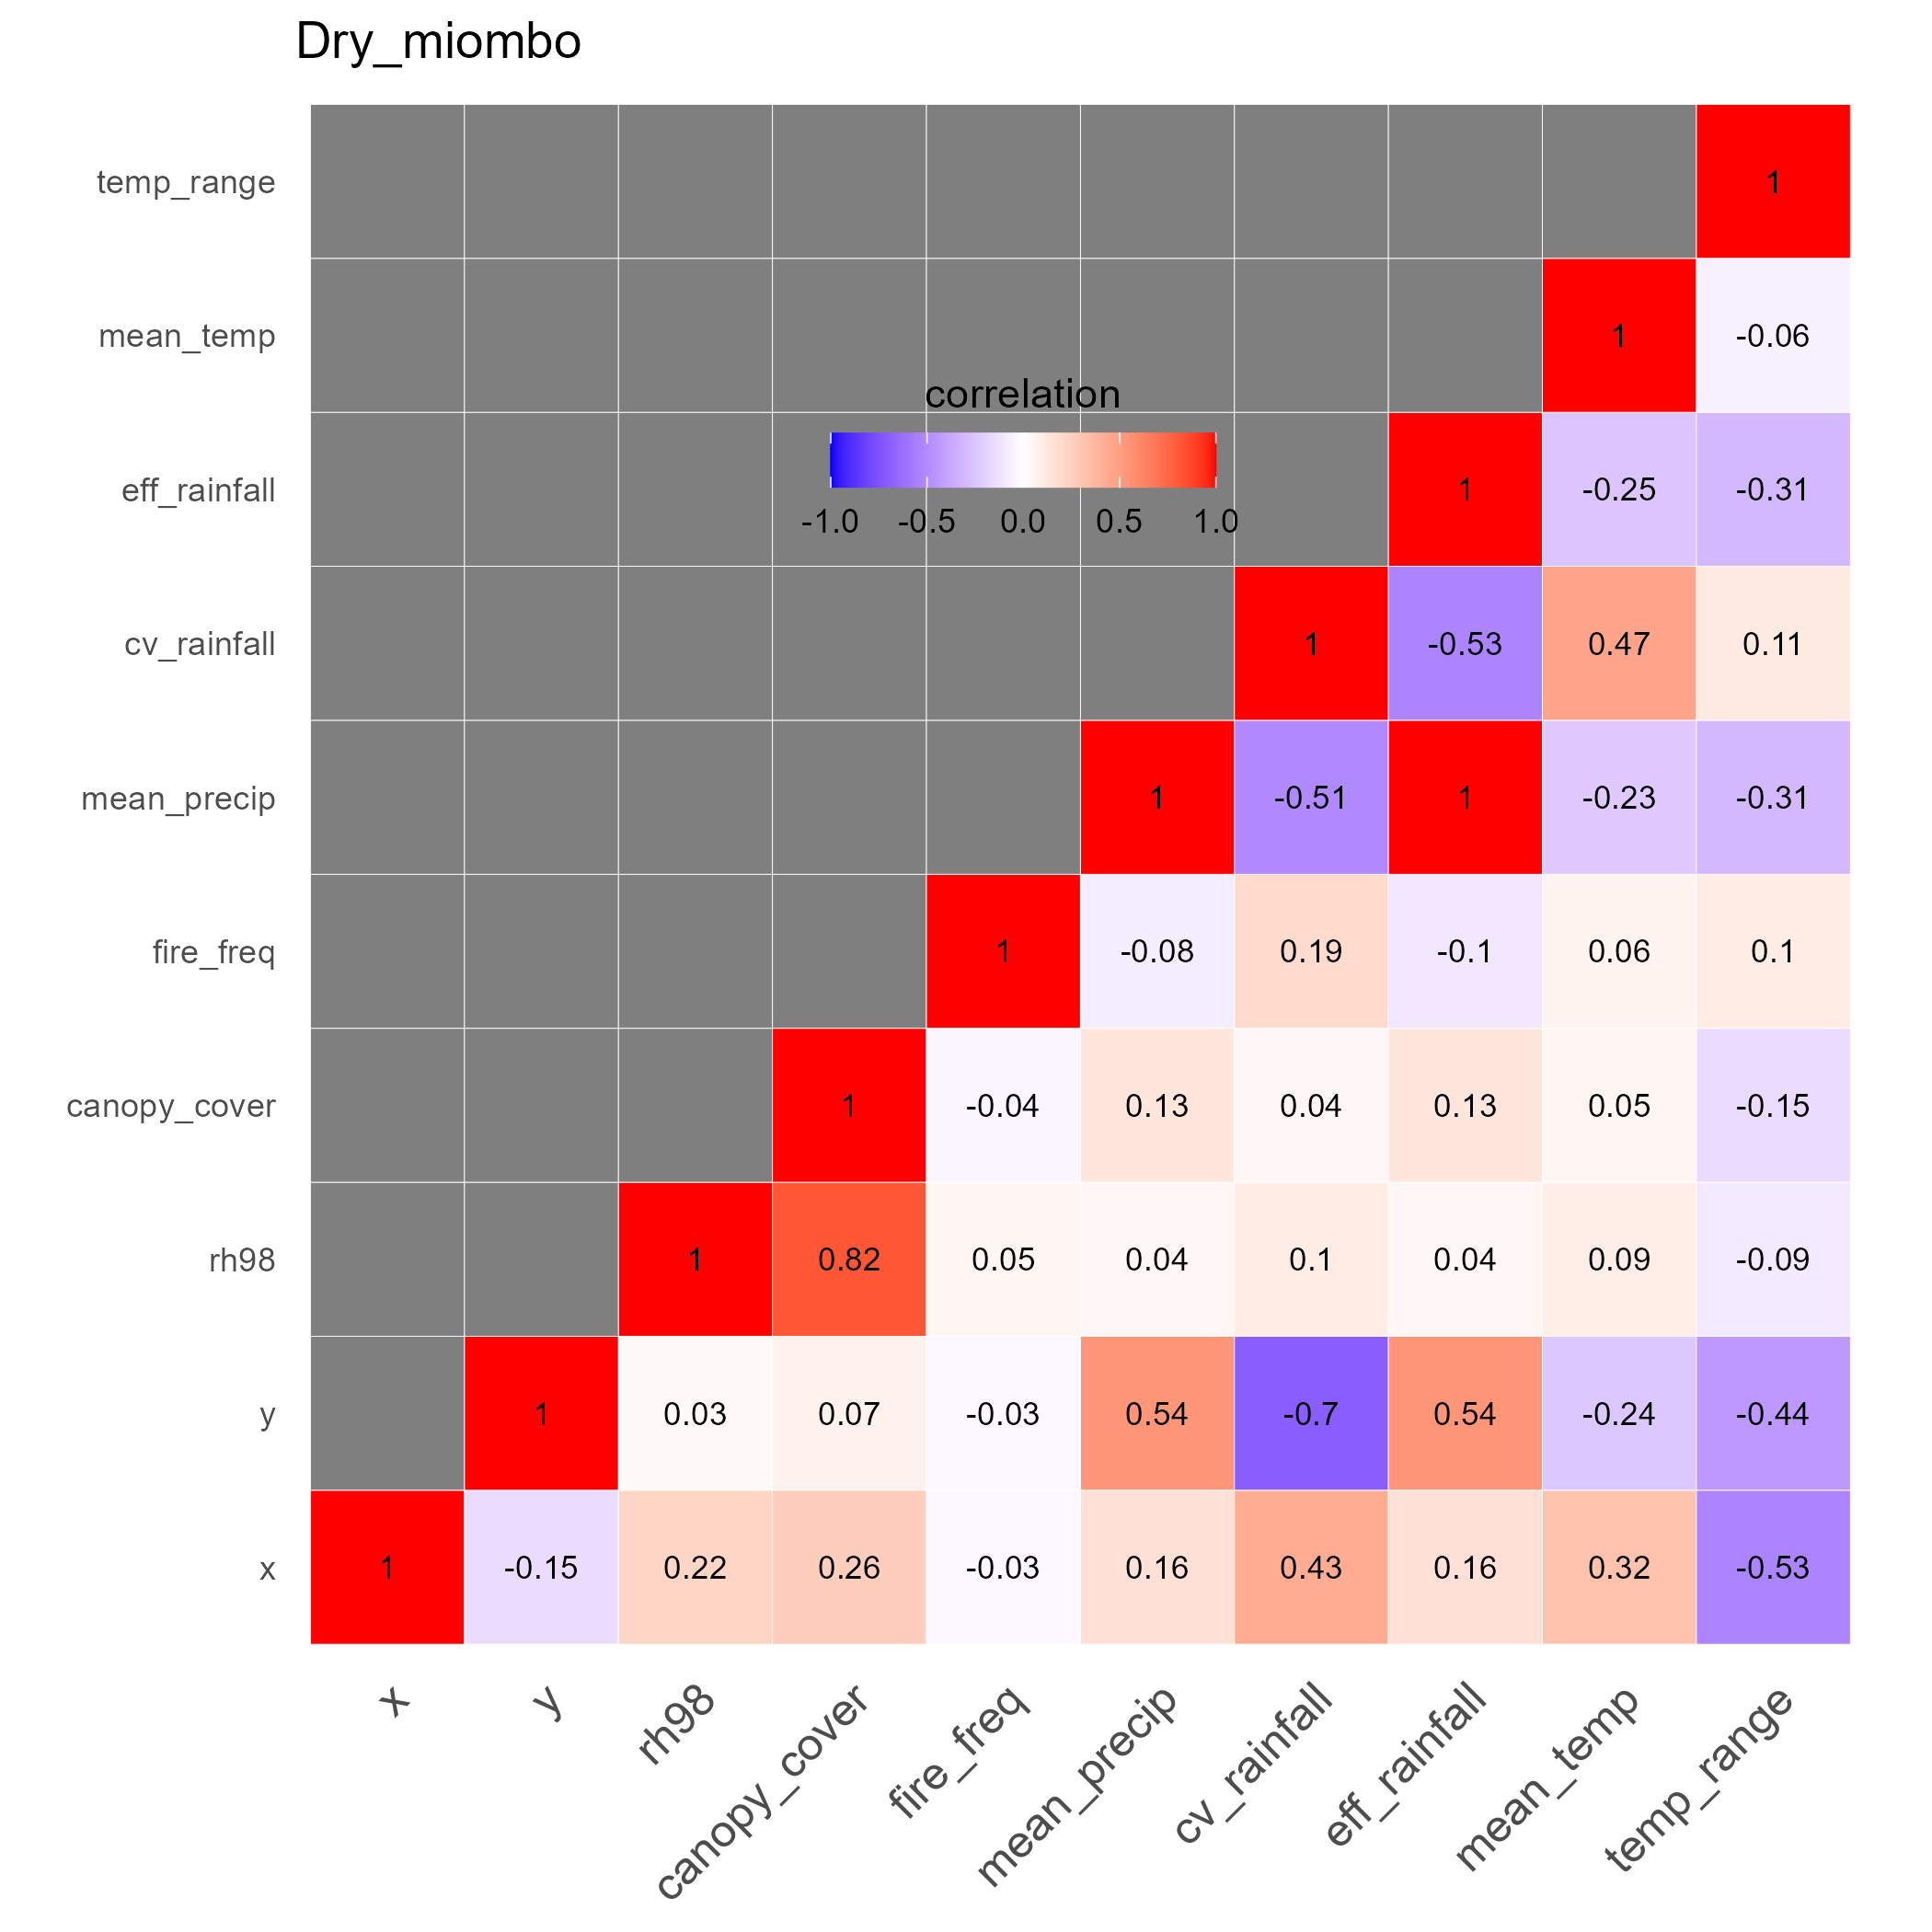 Dry_miombo
temp_range 1
mean_temp 1 -0.06
correlation
eff_rainfall 1 -0.25 -0.31
-1.0 -0.5 0.0 0.5 1.0
cv_rainfall 1 -0.53 0.47 0.11
mean_precip 1 -0.51 1 -0.23 -0.31
fire_freq 1 -0.08 0.19 -0.1 0.06 0.1
canopy_cover 1 -0.04 0.13 0.04 0.13 0.05 -0.15
rh98 1 0.82 0.05 0.04 0.1 0.04 0.09 -0.09
y 1 0.03 0.07 -0.03 0.54 -0.7 0.54 -0.24 -0.44
x 1 -0.15 0.22 0.26 -0.03 0.16 0.43 0.16 0.32 -0.53
x y rh98 canopy_cover fire_freq mean_precip cv_rainfall eff_rainfall mean_temp temp_range